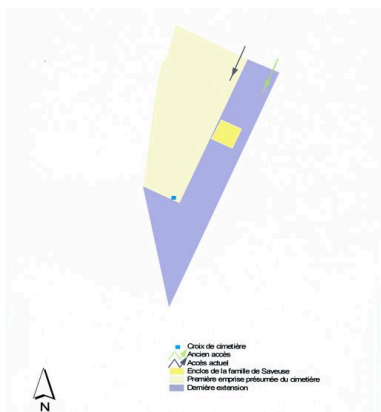 Croix de cimetière
Ancien accès
Accès actuel
Enclos de la famille de Saveuse
Première emprise présumée du cimetière
Dernière extension
N